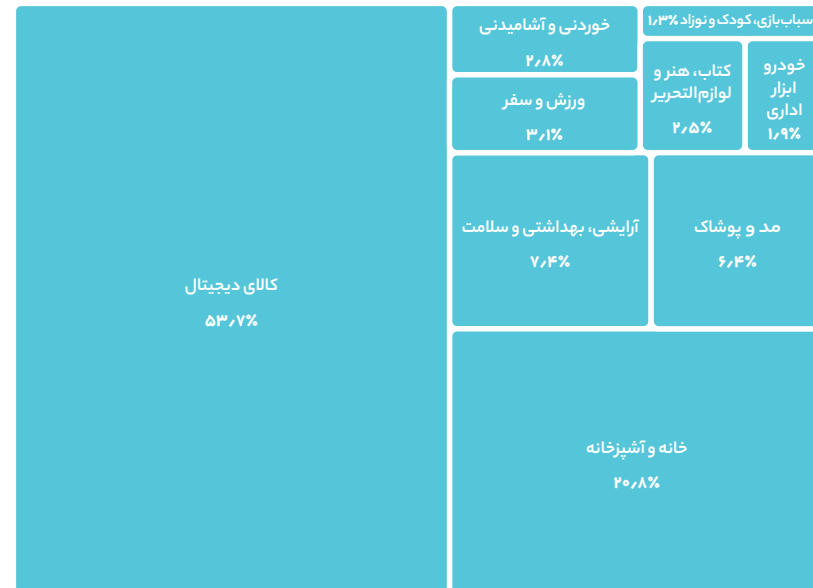 سباب‌بازی، کودک و نوزاد ۱٫۳٪
خوردنی و آشامیدنی
۲٫۸٪
خودرو
ابزار
اداری
۱٫۹٪
کتاب، هنر و
لوازم‌التحریر
۲٫۵٪
ورزش و سفر
۳٫۱٪
مد و پوشاک
۶٫۴٪
آرایشی، بهداشتی و سلامت
۷٫۴٪
کالای دیجیتال
۵۳٫۷٪
خانه و آشپزخانه
۲۰٫۸٪